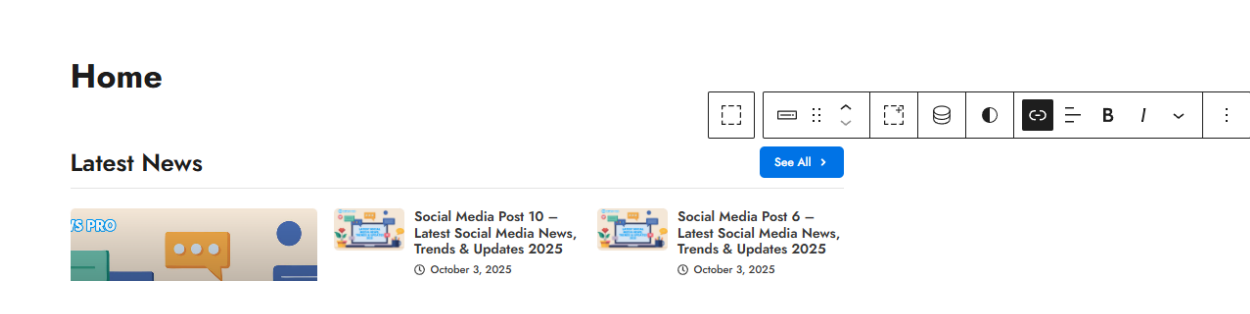 Home
Latest News
See All
B I
VS PRO
Social Media Post 10 –
Latest Social Media News,
Trends & Updates 2025
October 3, 2025
Social Media Post 6 –
Latest Social Media News,
Trends & Updates 2025
October 3, 2025